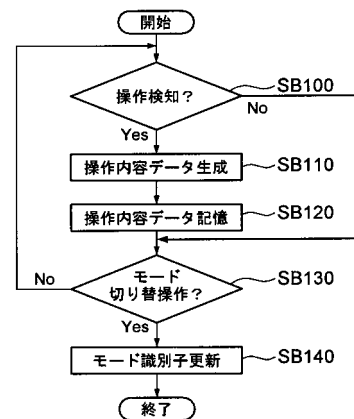 開始
操作検知？
SB100
No
Yes
操作内容データ生成
SB110
操作内容データ記憶
SB120
モード
切り替操作？
SB130
No
Yes
モード識別子更新
SB140
終了